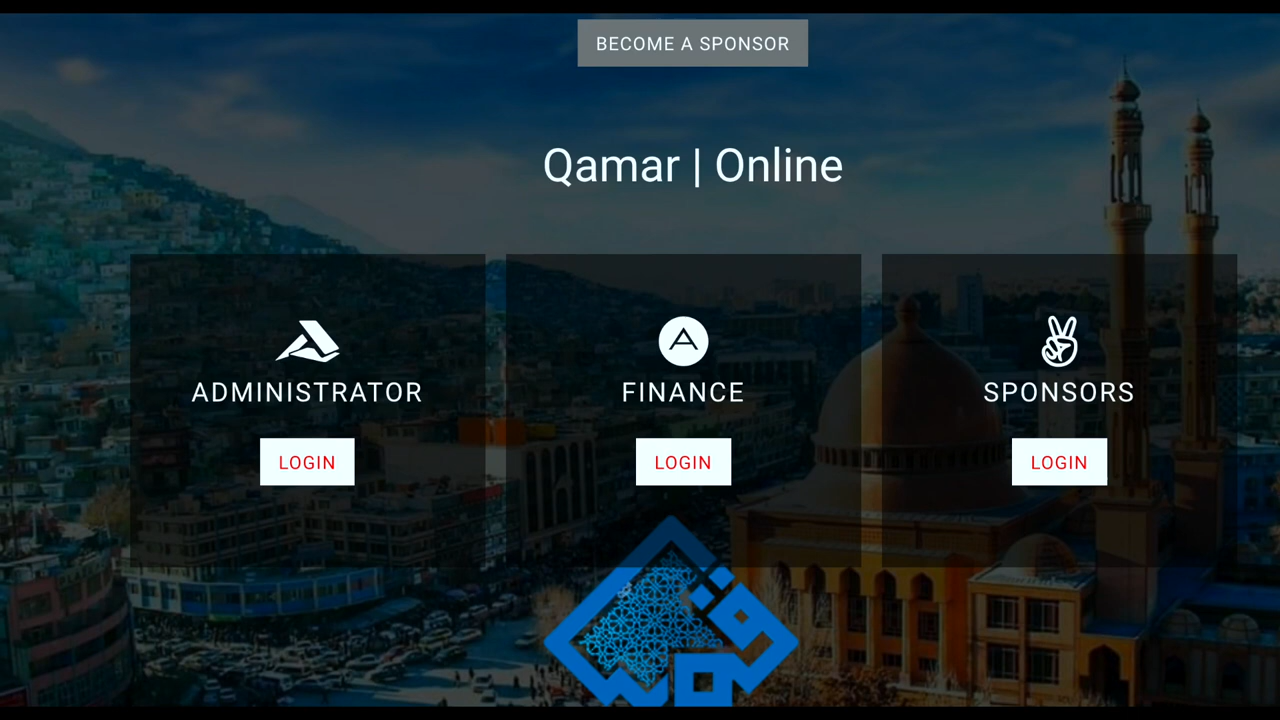 BECOME A SPONSOR
Qamar | Online
ADMINISTRATOR
FINANCE
SPONSORS
LOGIN
LOGIN
LOGIN